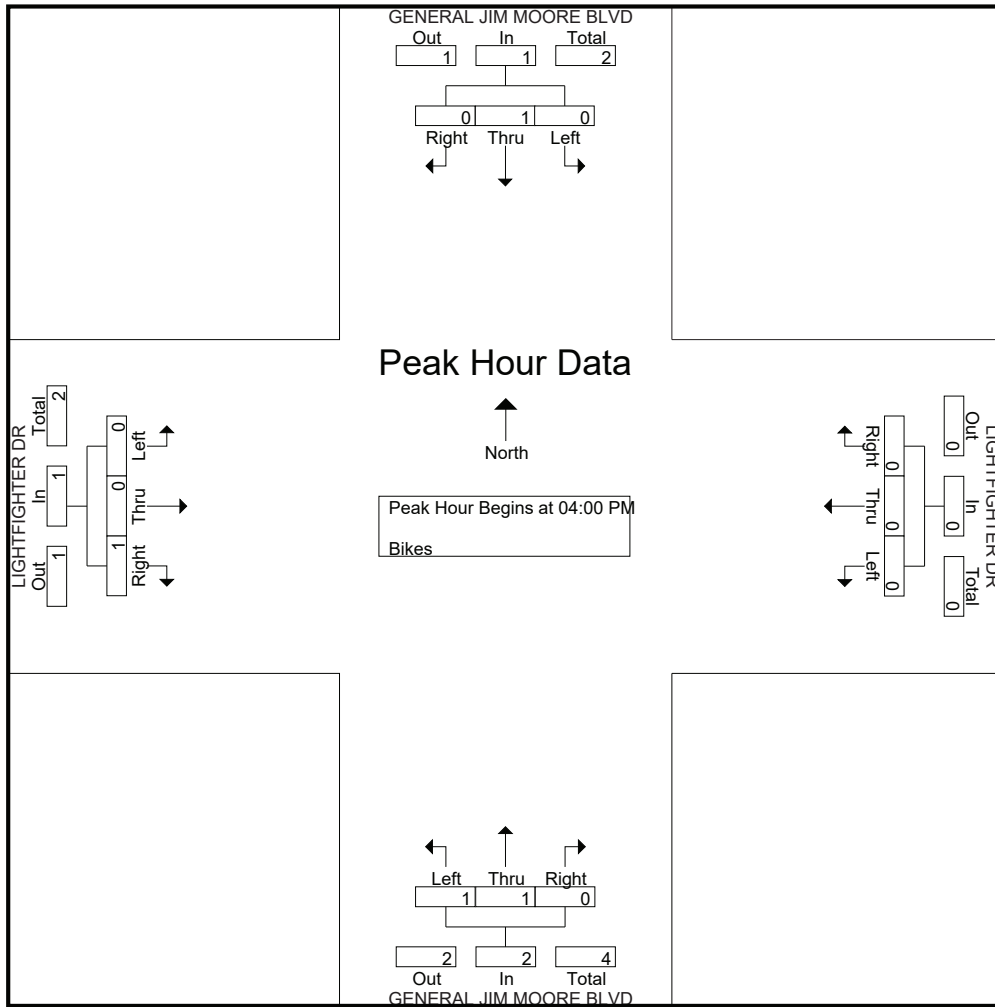 GENERAL JIM MOORE BLVD
Out In Total
1 1 2
0 1 0
Right Thru Left
Peak Hour Data
North
Peak Hour Begins at 04:00 PM
Bikes
LIGHTFIGHTER DR
Out In Total
1 1 2
Right Thru Left
1 0 0
LIGHTFIGHTER DR
Out In Total
0 0 0
Right Thru Left
0 0 0
Left Thru Right
1 1 0
2 2 4
Out In Total
GENERAL JIM MOORE BLVD